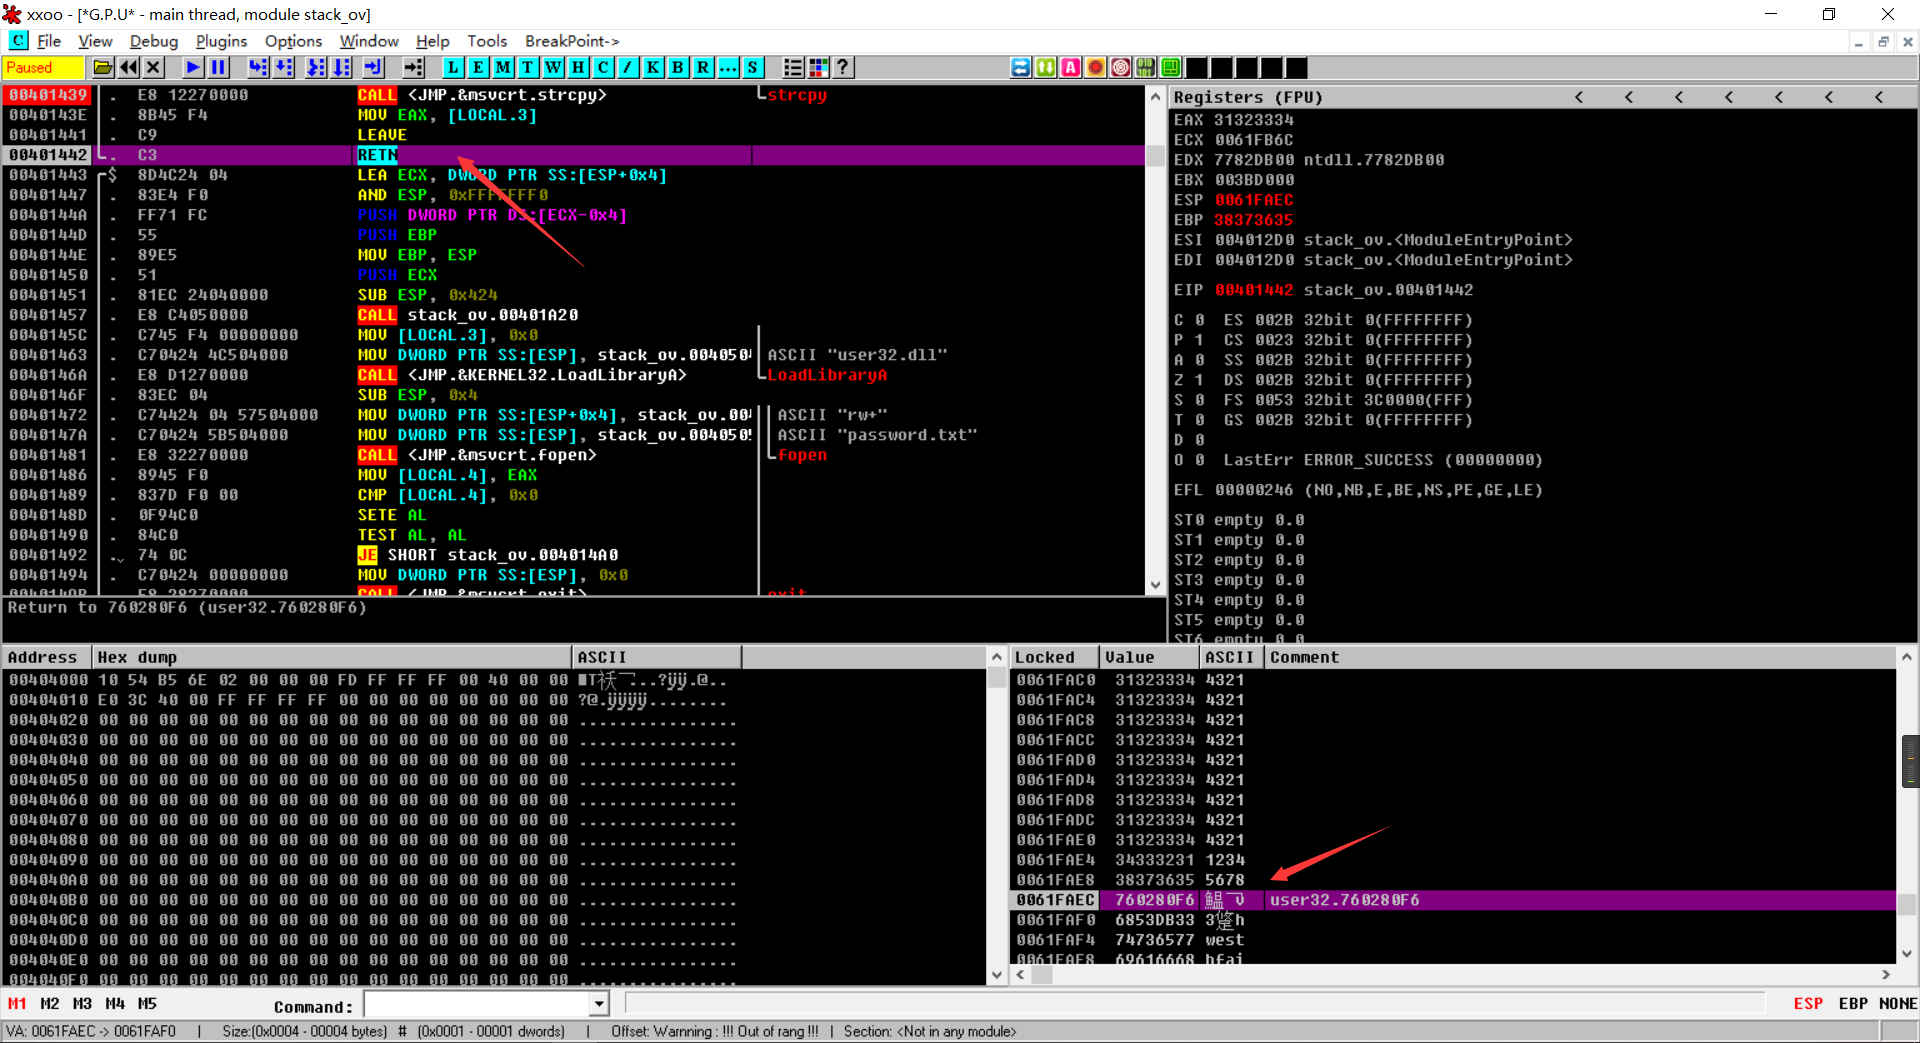 xxoo - [*G.P.U* - main thread, module stack_ov]
C File View Debug Plugins Options Window Help Tools BreakPoint->
Paused L E M T W H C / K B R ... S ?
00401439 . E8 12270000 CALL <JMP.&msvcrt.strcpy> strcpy
0040143E . 8B45 F4 MOV EAX, [LOCAL.3]
00401441 . C9 LEAVE
00401442 . C3 RETN
00401443 $ 8D4C24 04 LEA ECX, DWORD PTR SS:[ESP+0x4]
00401447 . 83E4 F0 AND ESP, 0xFFFFFFF0
0040144A . FF71 FC PUSH DWORD PTR DS:[ECX-0x4]
0040144D . 55 PUSH EBP
0040144E . 89E5 MOV EBP, ESP
00401450 . 51 PUSH ECX
00401451 . 81EC 24040000 SUB ESP, 0x424
00401457 . E8 C4050000 CALL stack_ov.00401A20
0040145C . C745 F4 00000000 MOV [LOCAL.3], 0x0
00401463 . C70424 4C504000 MOV DWORD PTR SS:[ESP], stack_ov.0040504 ASCII "user32.dll"
0040146A . E8 D1270000 CALL <JMP.&KERNEL32.LoadLibraryA> LoadLibraryA
0040146F . 83EC 04 SUB ESP, 0x4
00401472 . C74424 04 57504000 MOV DWORD PTR SS:[ESP+0x4], stack_ov.004 ASCII "rw+"
0040147A . C70424 5B504000 MOV DWORD PTR SS:[ESP], stack_ov.0040505 ASCII "password.txt"
00401481 . E8 32270000 CALL <JMP.&msvcrt.fopen> fopen
00401486 . 8945 F0 MOV [LOCAL.4], EAX
00401489 . 837D F0 00 CMP [LOCAL.4], 0x0
0040148D . 0F94C0 SETE AL
00401490 . 84C0 TEST AL, AL
00401492 . 74 0C JE SHORT stack_ov.004014A0
00401494 . C70424 00000000 MOV DWORD PTR SS:[ESP], 0x0
0040149B . E8 28270000 CALL <JMP.&msvcrt.exit> exit
Return to 760280F6 (user32.760280F6)
Registers (FPU) < < < < < < <
EAX 31323334
ECX 0061FB6C
EDX 7782DB00 ntdll.7782DB00
EBX 003BD000
ESP 0061FAEC
EBP 38373635
ESI 004012D0 stack_ov.<ModuleEntryPoint>
EDI 004012D0 stack_ov.<ModuleEntryPoint>
EIP 00401442 stack_ov.00401442
C 0 ES 002B 32bit 0(FFFFFFFF)
P 1 CS 0023 32bit 0(FFFFFFFF)
A 0 SS 002B 32bit 0(FFFFFFFF)
Z 1 DS 002B 32bit 0(FFFFFFFF)
S 0 FS 0053 32bit 3C0000(FFF)
T 0 GS 002B 32bit 0(FFFFFFFF)
D 0
O 0 LastErr ERROR_SUCCESS (00000000)
EFL 00000246 (NO,NB,E,BE,NS,PE,GE,LE)
ST0 empty 0.0
ST1 empty 0.0
ST2 empty 0.0
ST3 empty 0.0
ST4 empty 0.0
ST5 empty 0.0
ST6 empty 0.0
Address Hex dump ASCII
00404000 10 54 B5 6E 02 00 00 00 FD FF FF FF 00 40 00 00 T祆...?ÿÿ.@..
00404010 E0 3C 40 00 FF FF FF FF 00 00 00 00 00 00 00 00 ?@.ÿÿÿÿ........
00404020 00 00 00 00 00 00 00 00 00 00 00 00 00 00 00 00 ................
00404030 00 00 00 00 00 00 00 00 00 00 00 00 00 00 00 00 ................
00404040 00 00 00 00 00 00 00 00 00 00 00 00 00 00 00 00 ................
00404050 00 00 00 00 00 00 00 00 00 00 00 00 00 00 00 00 ................
00404060 00 00 00 00 00 00 00 00 00 00 00 00 00 00 00 00 ................
00404070 00 00 00 00 00 00 00 00 00 00 00 00 00 00 00 00 ................
00404080 00 00 00 00 00 00 00 00 00 00 00 00 00 00 00 00 ................
00404090 00 00 00 00 00 00 00 00 00 00 00 00 00 00 00 00 ................
004040A0 00 00 00 00 00 00 00 00 00 00 00 00 00 00 00 00 ................
004040B0 00 00 00 00 00 00 00 00 00 00 00 00 00 00 00 00 ................
004040C0 00 00 00 00 00 00 00 00 00 00 00 00 00 00 00 00 ................
004040D0 00 00 00 00 00 00 00 00 00 00 00 00 00 00 00 00 ................
004040E0 00 00 00 00 00 00 00 00 00 00 00 00 00 00 00 00 ................
004040F0 00 00 00 00 00 00 00 00 00 00 00 00 00 00 00 00 ................
Locked Value ASCII Comment
0061FAC0 31323334 4321
0061FAC4 31323334 4321
0061FAC8 31323334 4321
0061FACC 31323334 4321
0061FAD0 31323334 4321
0061FAD4 31323334 4321
0061FAD8 31323334 4321
0061FADC 31323334 4321
0061FAE0 31323334 4321
0061FAE4 34333231 1234
0061FAE8 38373635 5678
0061FAEC 760280F6 v user32.760280F6
0061FAF0 6853DB33 3跫h
0061FAF4 74736577 west
0061FAF8 69616668 hfai
M1 M2 M3 M4 M5 Command: ESP EBP NONE
VA: 0061FAEC -> 0061FAF0 | Size:(0x0004 - 00004 bytes) # (0x0001 - 00001 dwords) | Offset: Warnning : !!! Out of rang !!! | Section: <Not in any module>